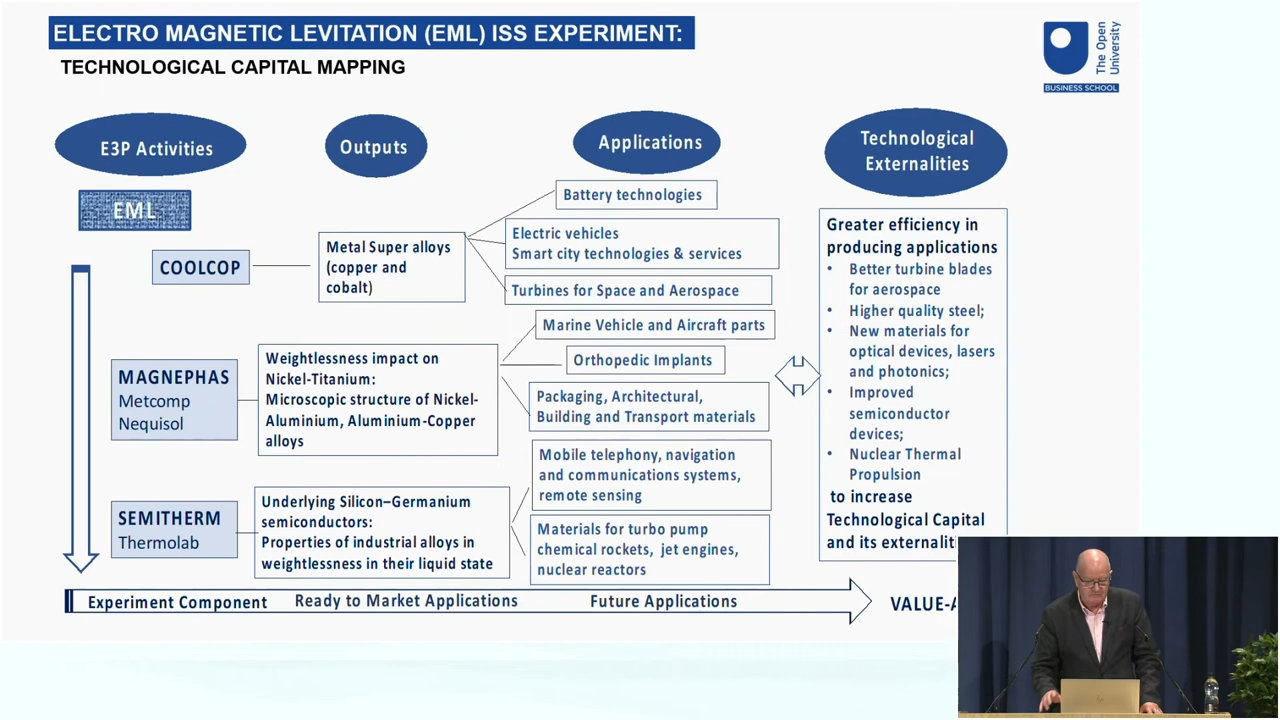 ELECTRO MAGNETIC LEVITATION (EML) ISS EXPERIMENT:
TECHNOLOGICAL CAPITAL MAPPING
The Open
University
BUSINESS SCHOOL
E3P Activities
Outputs
Applications
Technological
Externalities
EML
COOLCOP
Metal Super alloys
(copper and
cobalt)
Battery technologies
Electric vehicles
Smart city technologies & services
Turbines for Space and Aerospace
MAGNEPHAS
Metcomp
Nequisol
Weightlessness impact on
Nickel-Titanium:
Microscopic structure of Nickel-
Aluminium, Aluminium-Copper
alloys
Marine Vehicle and Aircraft parts
Orthopedic Implants
Packaging, Architectural,
Building and Transport materials
SEMITHERM
Thermolab
Underlying Silicon–Germanium
semiconductors:
Properties of industrial alloys in
weightlessness in their liquid state
Mobile telephony, navigation
and communications systems,
remote sensing
Materials for turbo pump
chemical rockets, jet engines,
nuclear reactors
Greater efficiency in
producing applications
• Better turbine blades
for aerospace
• Higher quality steel;
• New materials for
optical devices, lasers
and photonics;
• Improved
semiconductor
devices;
• Nuclear Thermal
Propulsion
to increase
Technological Capital
and its externalit
Experiment Component
Ready to Market Applications
Future Applications
VALUE-A